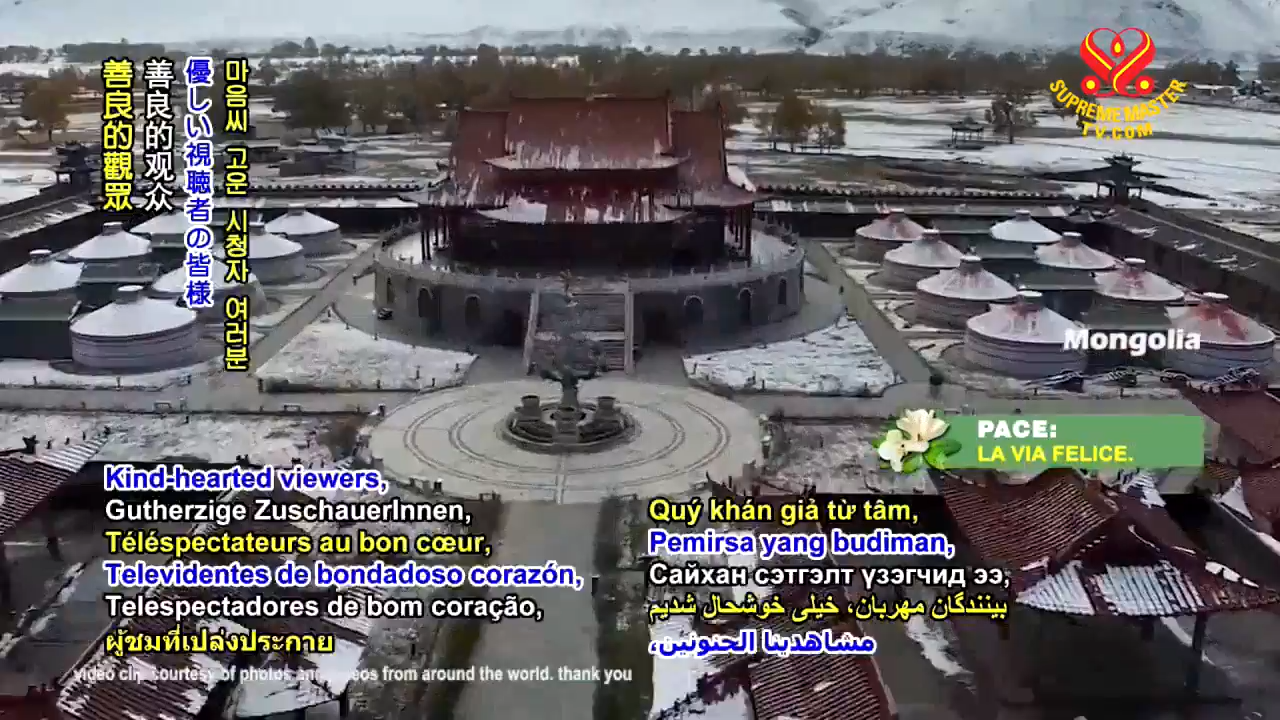 善良的觀眾
善良的观众
優しい視聴者の皆様
마음씨 고운 시청자 여러분
SUPREME MASTER
TV.COM
Mongolia
PACE:
LA VIA FELICE.
Kind-hearted viewers,
Gutherzige ZuschauerInnen,
Téléspectateurs au bon cœur,
Televidentes de bondadoso corazón,
Telespectadores de bom coração,
ผู้ชมที่เปล่งประกาย
Quý khán giả từ tâm,
Pemirsa yang budiman,
Сайхан сэтгэлт үзэгчид ээ,
بینندگان مهربان، خیلی خوشحال شدیم
مشاهدينا الحنونين،
video clip courtesy of photos and videos from around the world. thank you